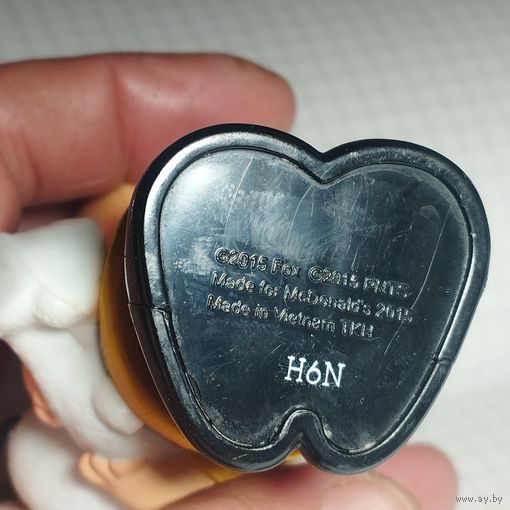 ©2015 Fox ©2015 PNTS
Made for McDonald's 2015
Made in Vietnam TKH
H6N
www.ay.by